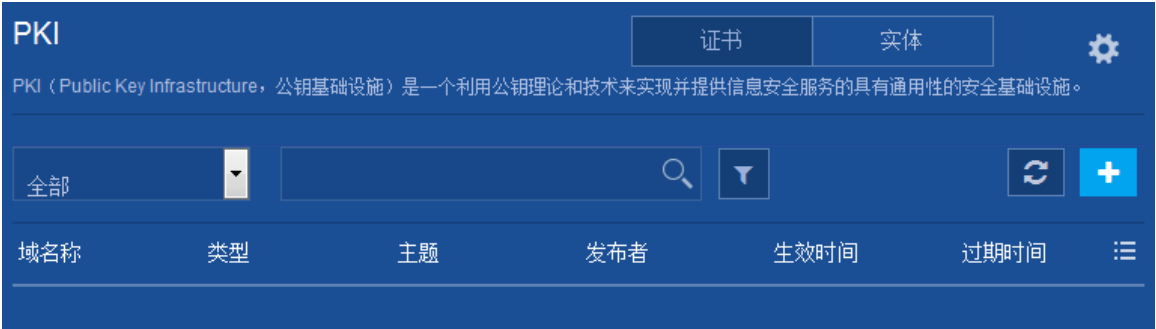 PKI
证书 实体
PKI（Public Key Infrastructure，公钥基础设施）是一个利用公钥理论和技术来实现并提供信息安全服务的具有通用性的安全基础设施。
全部
域名称 类型 主题 发布者 生效时间 过期时间